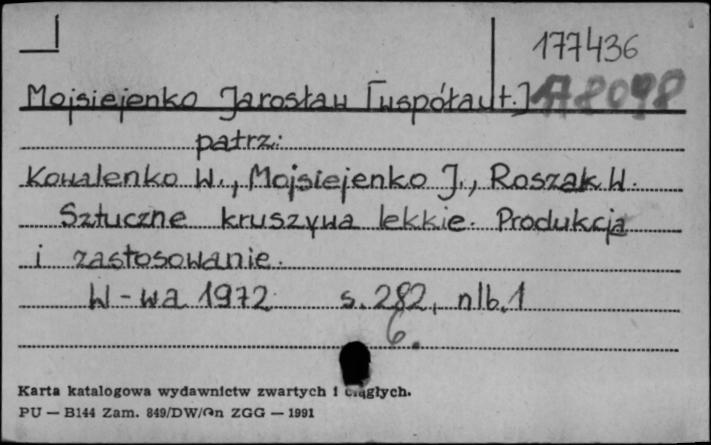 177436
Mojsiejenko Jarosław [współaut.] 178098
patrz:
Kowalenko W., Mojsiejenko J., Roszak W.
Sztuczne kruszywa lekkie. Produkcja
i zastosowanie.
W-wa 1972 s. 282, nlb. 1
6.
Karta katalogowa wydawnictw zwartych i ciągłych.
PU — B144 Zam. 849/DW/On ZGG — 1991